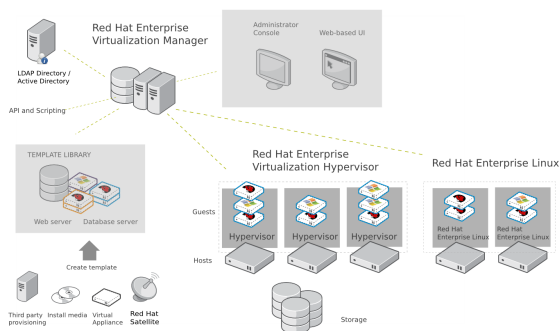 Red Hat Enterprise
Virtualization Manager
Administrator
Console
Web-based UI
LDAP Directory /
Active Directory
API and Scripting
TEMPLATE LIBRARY
Web server
Database server
Create template
Third party
provisioning
Install media
Virtual
Appliance
Red Hat
Satellite
Red Hat Enterprise
Virtualization Hypervisor
Red Hat Enterprise Linux
Guests
Hypervisor
Hypervisor
Hypervisor
Red Hat
Enterprise Linux
Red Hat
Enterprise Linux
Hosts
Storage